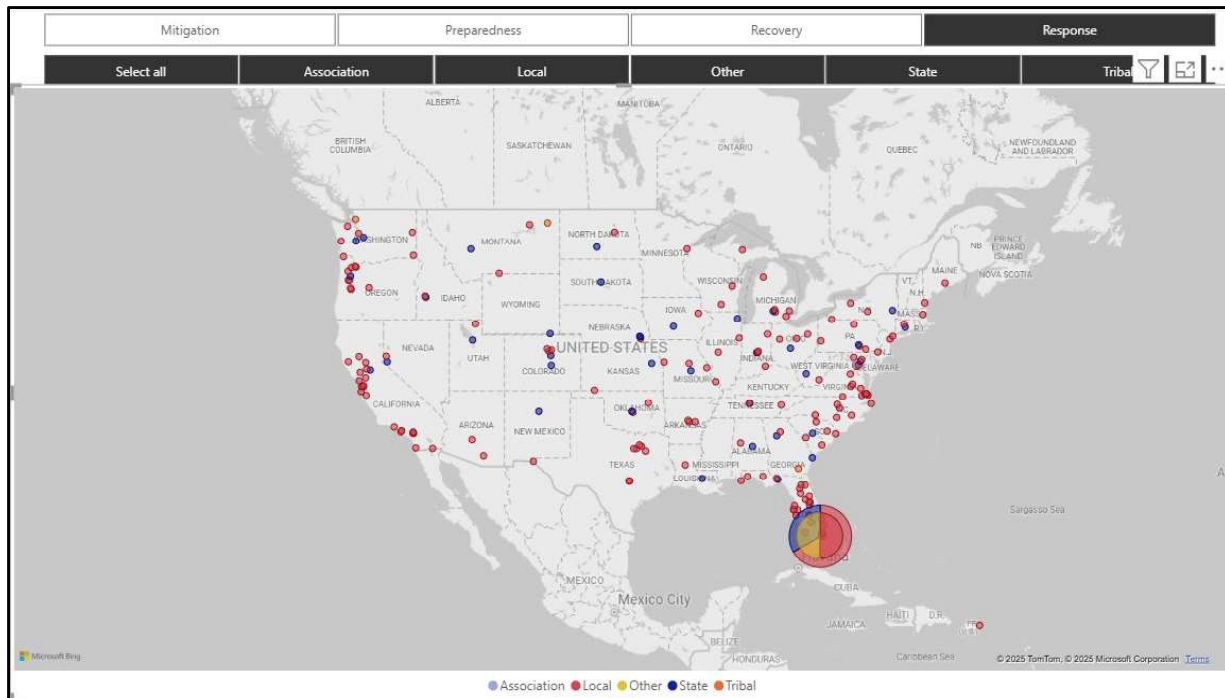 Mitigation Preparedness Recovery Response
Select all Association Local Other State Tribal
ALBERTA MANITOBA
BRITISH COLUMBIA SASKATCHEWAN ONTARIO QUEBEC NEWFOUNDLAND AND LABRADOR
NB PRINCE EDWARD ISLAND
NOVA SCOTIA
MONTANA NORTH DAKOTA MINNESOTA MAINE
OREGON IDAHO WYOMING SOUTH DAKOTA WISCONSIN MICHIGAN VT. N.H.
MASS
R.I.
NEVADA UTAH COLORADO NEBRASKA IOWA ILLINOIS INDIANA PA
UNITED STATES
KANSAS MISSOURI WEST VIRGINIA DELAWARE
CALIFORNIA KENTUCKY
ARIZONA NEW MEXICO OKLAHOMA ARKANSAS TENNESSEE
TEXAS MISSISSIPPI ALABAMA GEORGIA
LOUISIANA
Sargasso Sea
MEXICO
Mexico City
CUBA
JAMAICA HAITI D.R.
BELIZE
HONDURAS
Caribbean Sea
Microsoft Bing
© 2025 TomTom, © 2025 Microsoft Corporation Terms
Association Local Other State Tribal